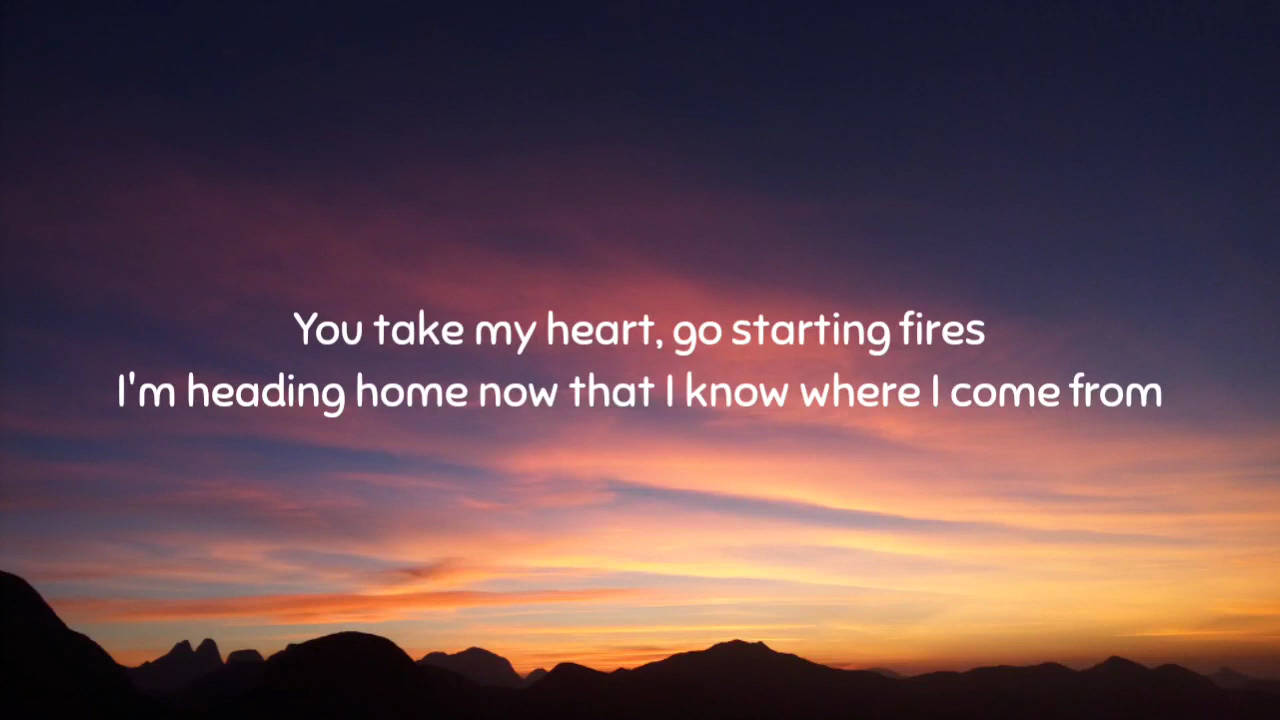 You take my heart, go starting fires
I'm heading home now that I know where I come from